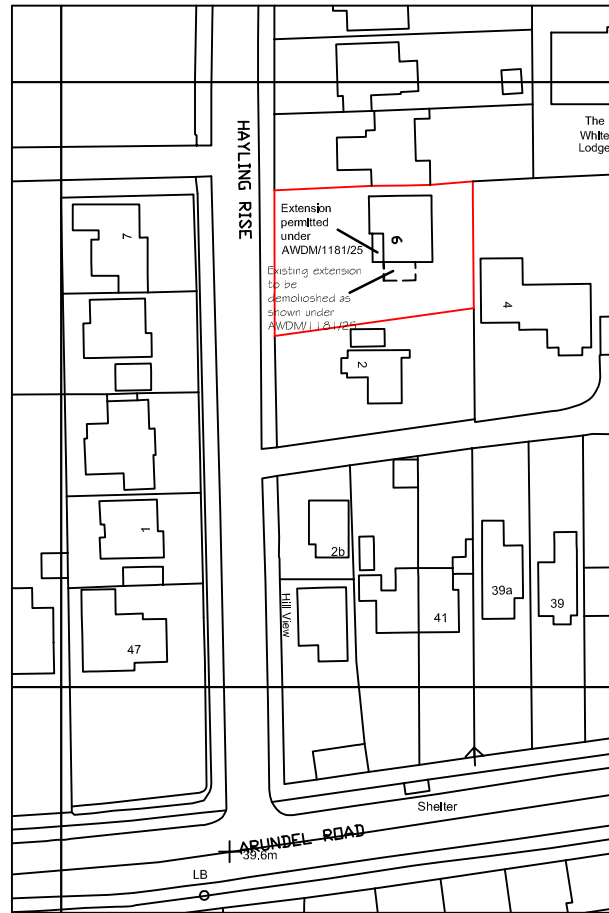 The
White
Lodge
HAYLING RISE
Extension
permitted
under
AWDM/1181/25
6
7
Existing extension
to be
demolioshed as
shown under
AWDM/1181/25
4
2
1
2b
Hill View
47
41
39a
39
Shelter
ARUNDEL ROAD
39.6m
LB